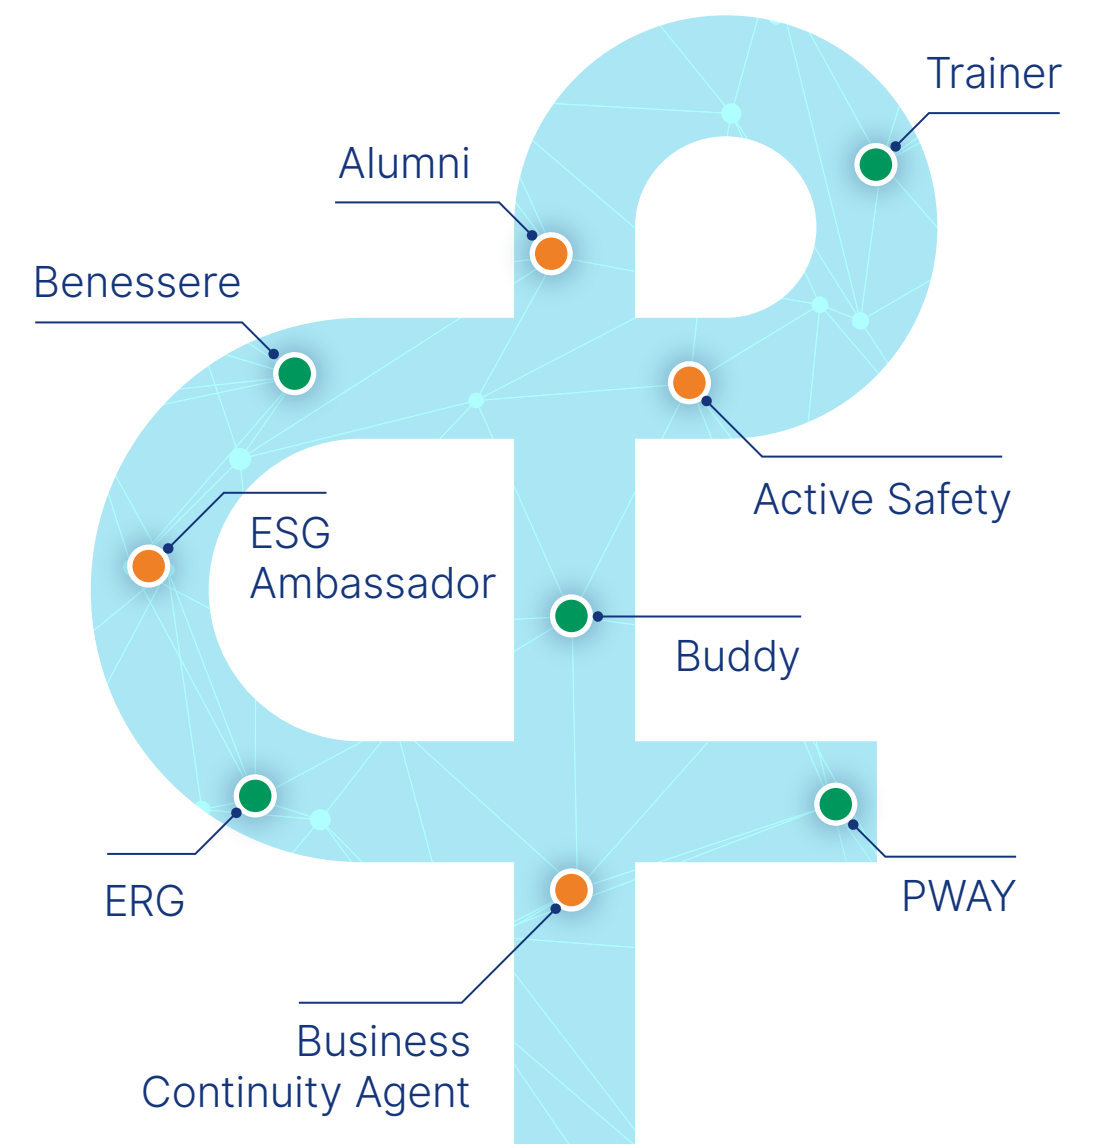 Trainer
Alumni
Benessere
Active Safety
ESG
Ambassador
Buddy
ERG
PWAY
Business
Continuity Agent